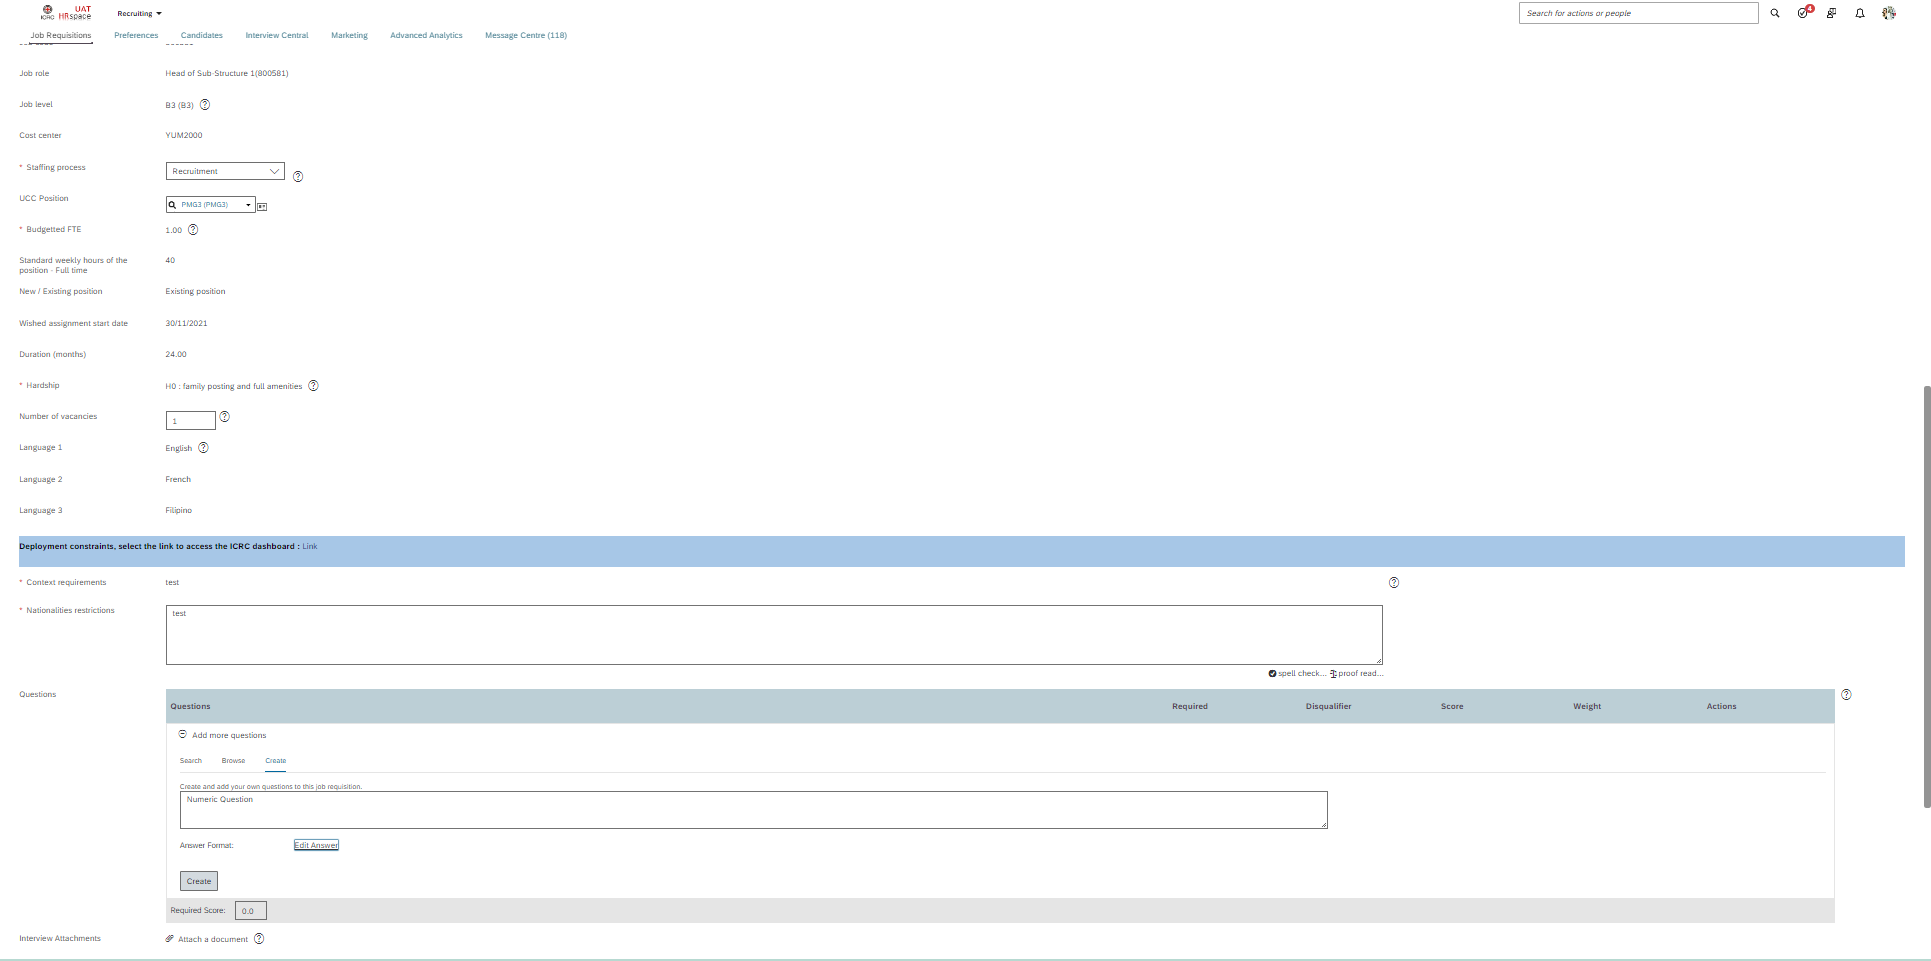 ICRC
UAT
HRspace
Recruiting
Search for actions or people
4
Job Requisitions
Preferences
Candidates
Interview Central
Marketing
Advanced Analytics
Message Centre (118)
Job role
Head of Sub-Structure 1(800581)
Job level
B3 (B3)
Cost center
YUM2000
* Staffing process
Recruitment
UCC Position
PMG3 (PMG3)
* Budgetted FTE
1.00
Standard weekly hours of the
position - Full time
40
New / Existing position
Existing position
Wished assignment start date
30/11/2021
Duration (months)
24.00
* Hardship
H0 : family posting and full amenities
Number of vacancies
1
Language 1
English
Language 2
French
Language 3
Filipino
Deployment constraints, select the link to access the ICRC dashboard : Link
* Context requirements
test
* Nationalities restrictions
test
spell check... proof read...
Questions
Questions
Required
Disqualifier
Score
Weight
Actions
Add more questions
Search
Browse
Create
Create and add your own questions to this job requisition.
Numeric Question
Answer Format:
Edit Answer
Create
Required Score:
0.0
Interview Attachments
Attach a document